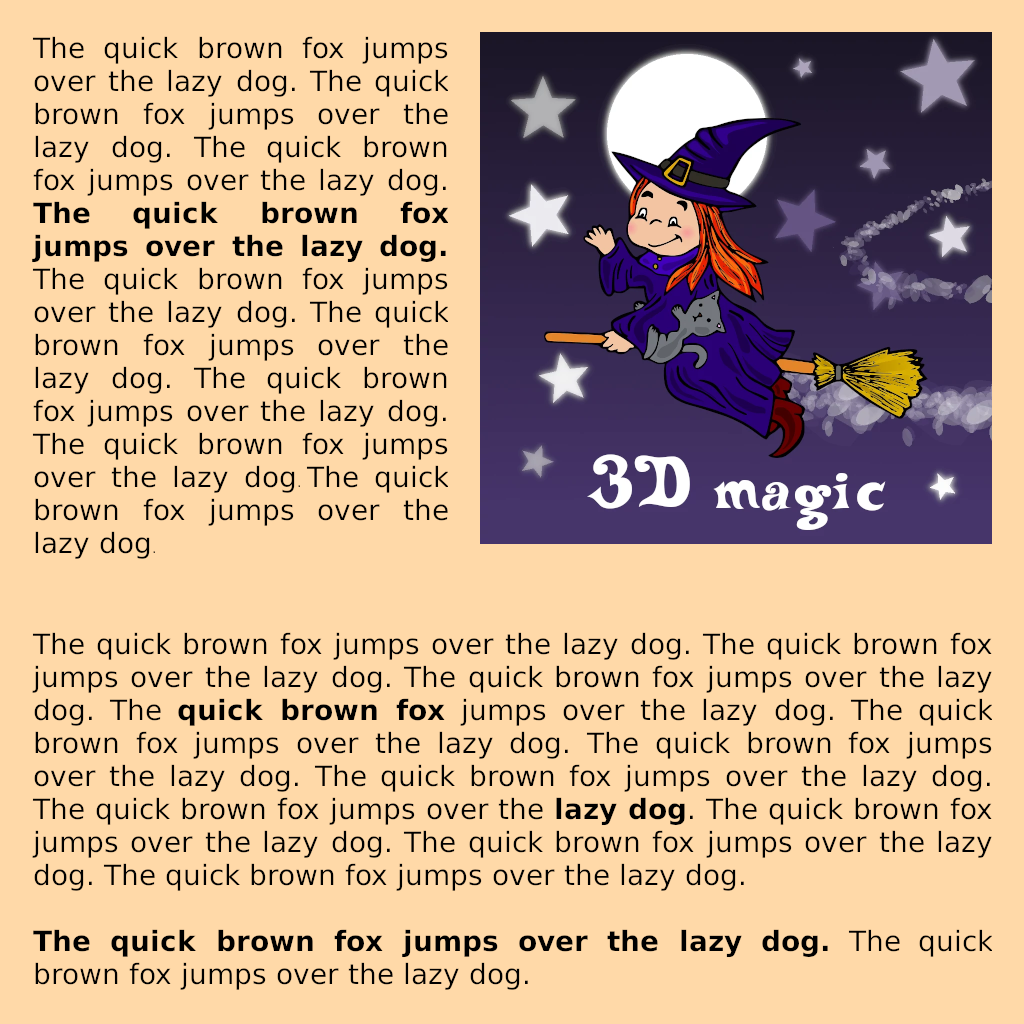 The quick brown fox jumps
over the lazy dog. The quick
brown fox jumps over the
lazy dog. The quick brown
fox jumps over the lazy dog.
The quick brown fox
jumps over the lazy dog.
The quick brown fox jumps
over the lazy dog. The quick
brown fox jumps over the
lazy dog. The quick brown
fox jumps over the lazy dog.
The quick brown fox jumps
over the lazy dog. The quick
brown fox jumps over the
lazy dog.
3D magic
The quick brown fox jumps over the lazy dog. The quick brown fox
jumps over the lazy dog. The quick brown fox jumps over the lazy
dog. The quick brown fox jumps over the lazy dog. The quick
brown fox jumps over the lazy dog. The quick brown fox jumps
over the lazy dog. The quick brown fox jumps over the lazy dog.
The quick brown fox jumps over the lazy dog. The quick brown fox
jumps over the lazy dog. The quick brown fox jumps over the lazy
dog. The quick brown fox jumps over the lazy dog.
The quick brown fox jumps over the lazy dog. The quick
brown fox jumps over the lazy dog.